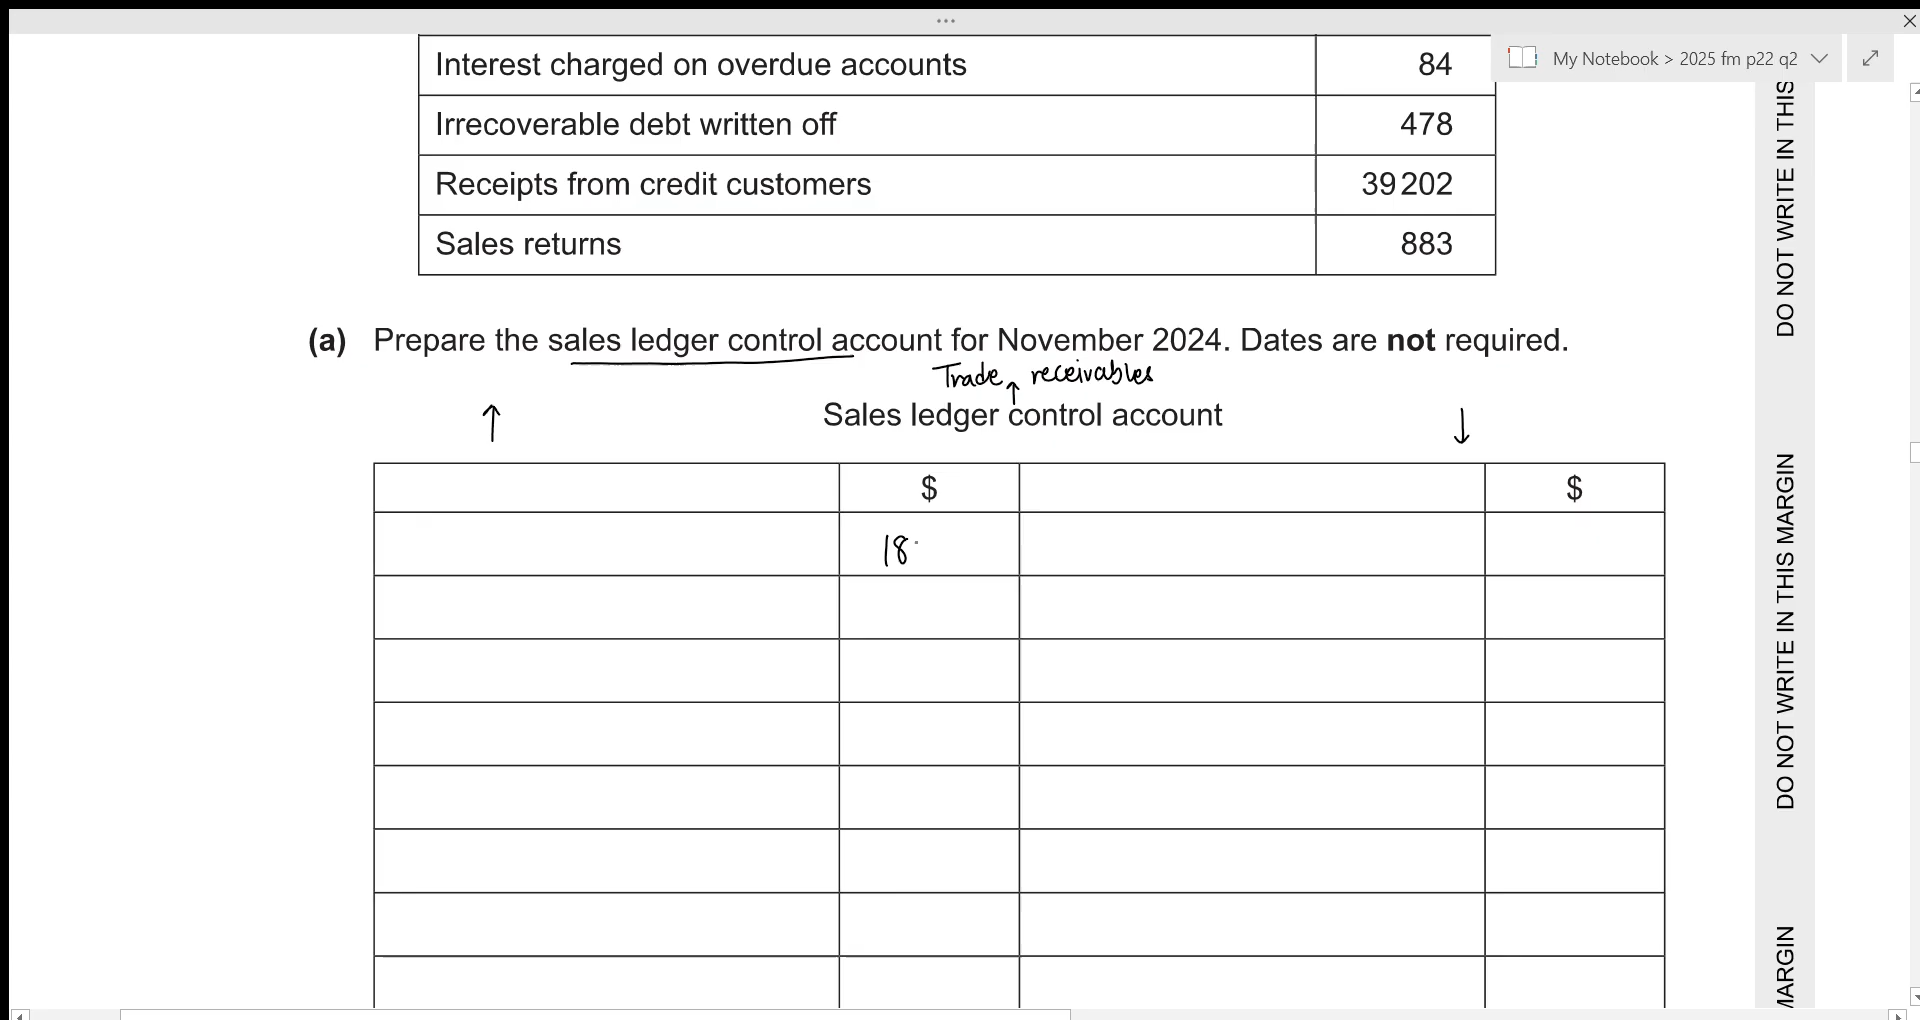 My Notebook > 2025 fm p22 q2
Interest charged on overdue accounts 84
Irrecoverable debt written off 478
Receipts from credit customers 39 202
Sales returns 883
(a) Prepare the sales ledger control account for November 2024. Dates are not required.
Trade receivables
Sales ledger control account
$ $
18
DO NOT WRITE IN THIS
DO NOT WRITE IN THIS MARGIN
MARGIN